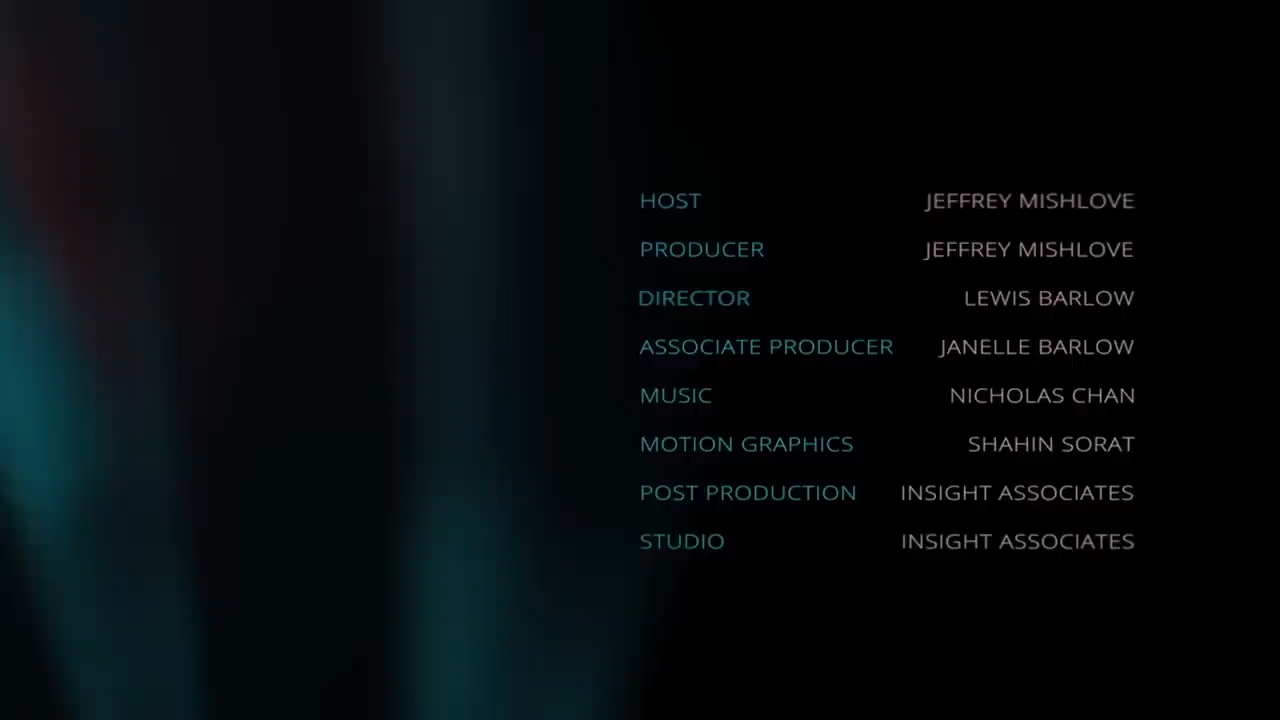 HOST JEFFREY MISHLOVE
PRODUCER JEFFREY MISHLOVE
DIRECTOR LEWIS BARLOW
ASSOCIATE PRODUCER JANELLE BARLOW
MUSIC NICHOLAS CHAN
MOTION GRAPHICS SHAHIN SORAT
POST PRODUCTION INSIGHT ASSOCIATES
STUDIO INSIGHT ASSOCIATES